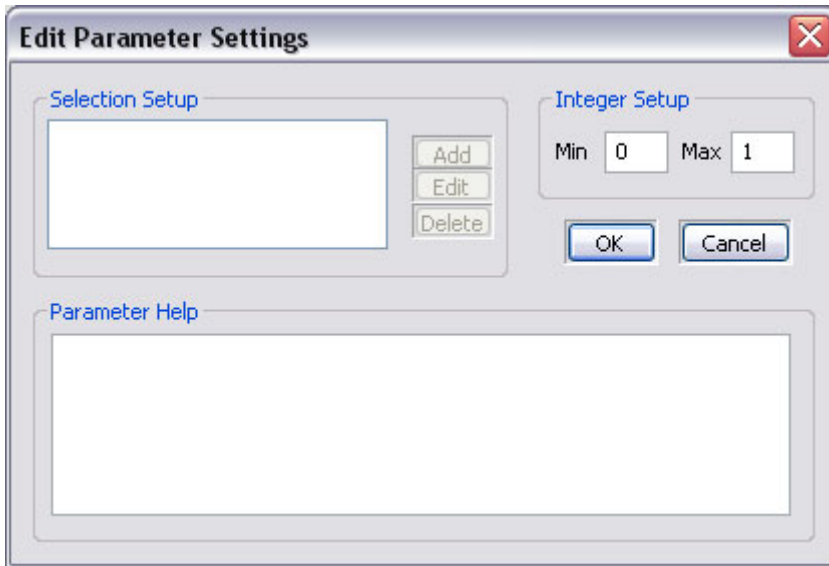 Edit Parameter Settings
Selection Setup
Add
Edit
Delete
Integer Setup
Min 0 Max 1
OK Cancel
Parameter Help